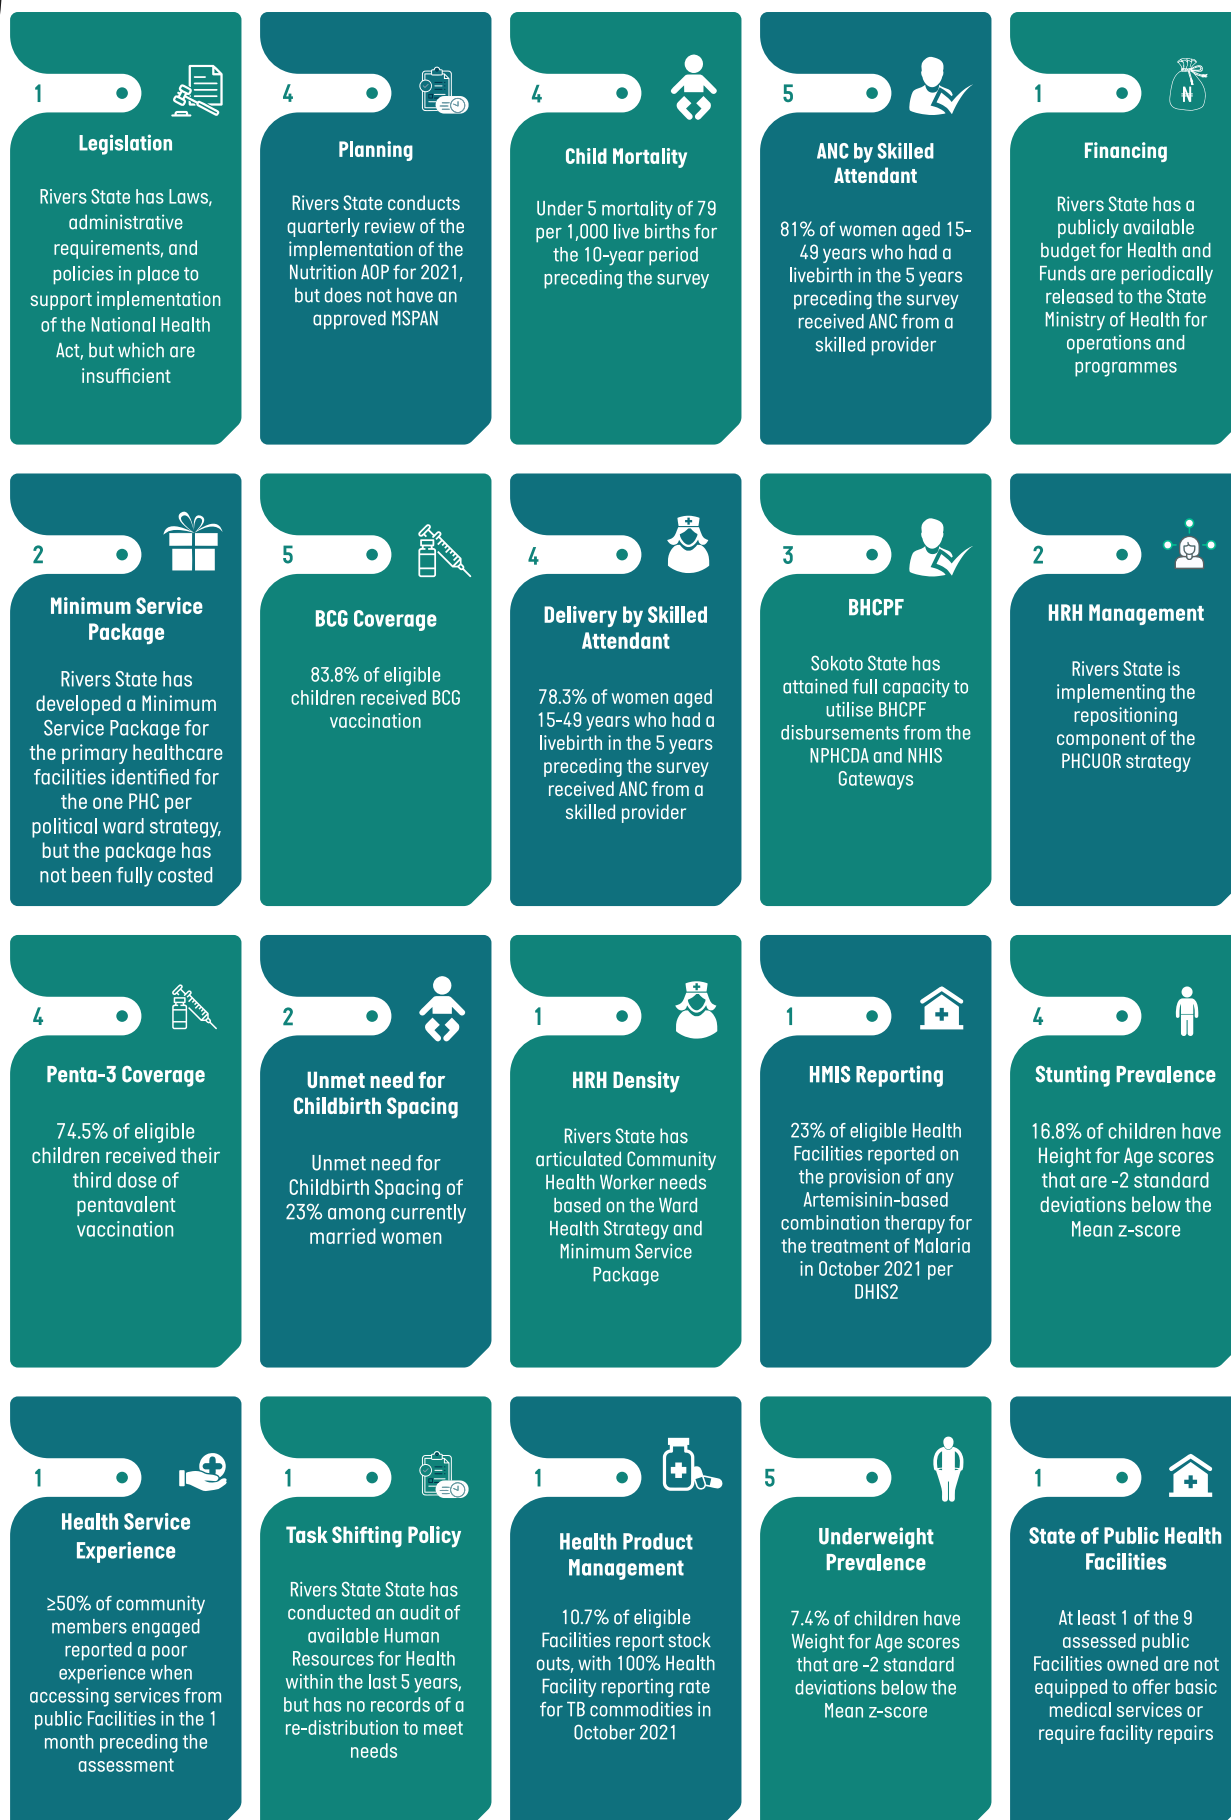 1
Legislation
Rivers State has Laws,
administrative
requirements, and
policies in place to
support implementation
of the National Health
Act, but which are
insufficient
4
Planning
Rivers State conducts
quarterly review of the
implementation of the
Nutrition AOP for 2021,
but does not have an
approved MSPAN
4
Child Mortality
Under 5 mortality of 79
per 1,000 live births for
the 10-year period
preceding the survey
5
ANC by Skilled
Attendant
81% of women aged 15-
49 years who had a
livebirth in the 5 years
preceding the survey
received ANC from a
skilled provider
1
₦
Financing
Rivers State has a
publicly available
budget for Health and
Funds are periodically
released to the State
Ministry of Health for
operations and
programmes
2
Minimum Service
Package
Rivers State has
developed a Minimum
Service Package for
the primary healthcare
facilities identified for
the one PHC per
political ward strategy,
but the package has
not been fully costed
5
BCG Coverage
83.8% of eligible
children received BCG
vaccination
4
Delivery by Skilled
Attendant
78.3% of women aged
15-49 years who had a
livebirth in the 5 years
preceding the survey
received ANC from a
skilled provider
3
BHCPF
Sokoto State has
attained full capacity to
utilise BHCPF
disbursements from the
NPHCDA and NHIS
Gateways
2
HRH Management
Rivers State is
implementing the
repositioning
component of the
PHCUOR strategy
4
Penta-3 Coverage
74.5% of eligible
children received their
third dose of
pentavalent
vaccination
2
Unmet need for
Childbirth Spacing
Unmet need for
Childbirth Spacing of
23% among currently
married women
1
HRH Density
Rivers State has
articulated Community
Health Worker needs
based on the Ward
Health Strategy and
Minimum Service
Package
1
HMIS Reporting
23% of eligible Health
Facilities reported on
the provision of any
Artemisinin-based
combination therapy for
the treatment of Malaria
in October 2021 per
DHIS2
4
Stunting Prevalence
16.8% of children have
Height for Age scores
that are -2 standard
deviations below the
Mean z-score
1
Health Service
Experience
≥50% of community
members engaged
reported a poor
experience when
accessing services from
public Facilities in the 1
month preceding the
assessment
1
Task Shifting Policy
Rivers State State has
conducted an audit of
available Human
Resources for Health
within the last 5 years,
but has no records of a
re-distribution to meet
needs
1
Health Product
Management
10.7% of eligible
Facilities report stock
outs, with 100% Health
Facility reporting rate
for TB commodities in
October 2021
5
Underweight
Prevalence
7.4% of children have
Weight for Age scores
that are -2 standard
deviations below the
Mean z-score
1
State of Public Health
Facilities
At least 1 of the 9
assessed public
Facilities owned are not
equipped to offer basic
medical services or
require facility repairs